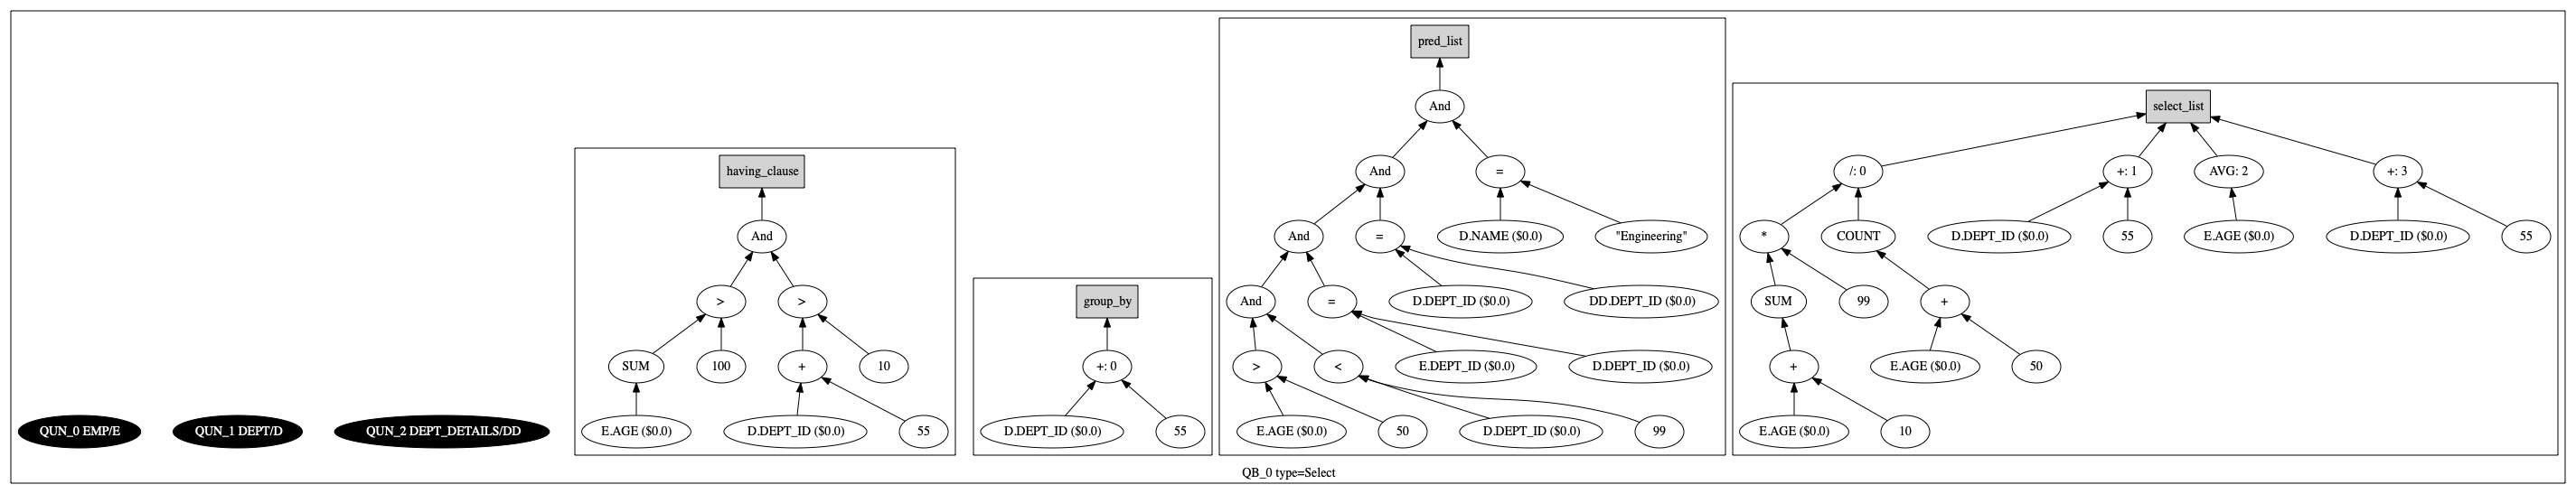 pred_list
select_list
And
having_clause
And
=
/: 0
+: 1
AVG: 2
+: 3
And
And
=
D.NAME ($0.0)
"Engineering"
*
COUNT
D.DEPT_ID ($0.0)
55
E.AGE ($0.0)
D.DEPT_ID ($0.0)
55
>
>
group_by
And
=
D.DEPT_ID ($0.0)
DD.DEPT_ID ($0.0)
SUM
99
+
SUM
100
+
10
+: 0
>
<
E.DEPT_ID ($0.0)
D.DEPT_ID ($0.0)
+
E.AGE ($0.0)
50
QUN_0 EMP/E
QUN_1 DEPT/D
QUN_2 DEPT_DETAILS/DD
E.AGE ($0.0)
D.DEPT_ID ($0.0)
55
D.DEPT_ID ($0.0)
55
E.AGE ($0.0)
50
D.DEPT_ID ($0.0)
99
E.AGE ($0.0)
10
QB_0 type=Select